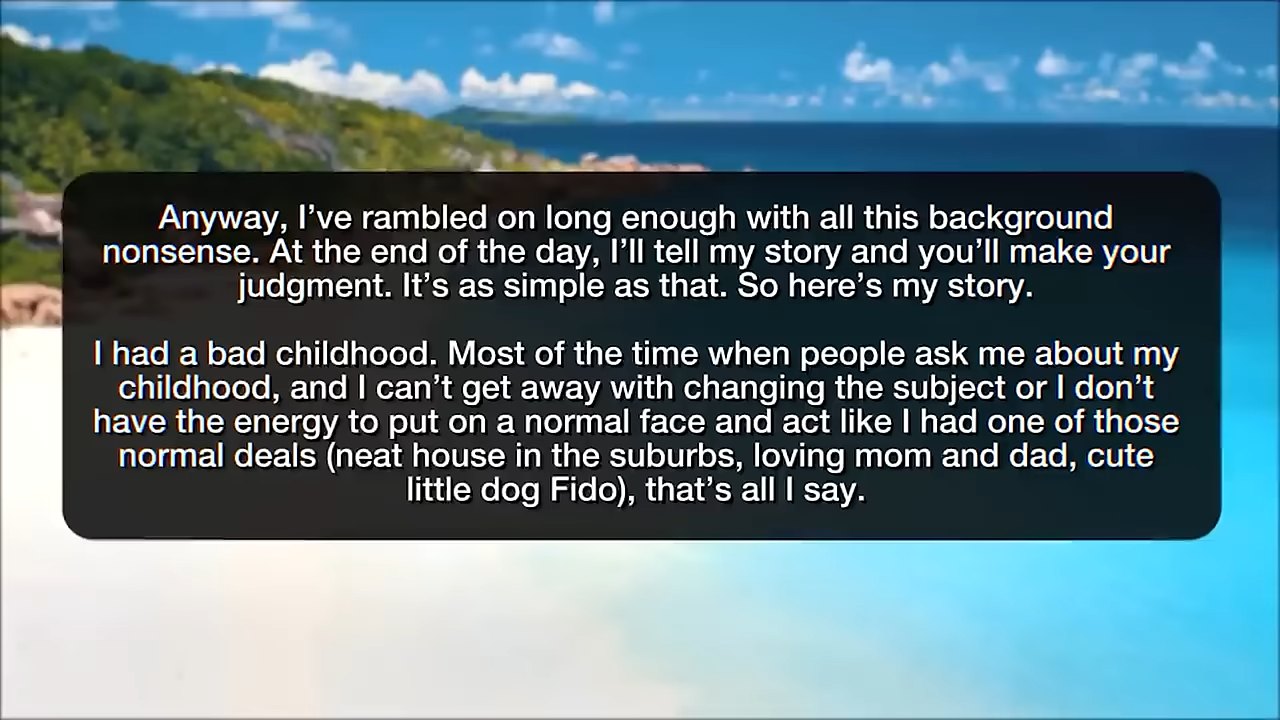 Anyway, I've rambled on long enough with all this background
nonsense. At the end of the day, I'll tell my story and you'll make your
judgment. It's as simple as that. So here's my story.
I had a bad childhood. Most of the time when people ask me about my
childhood, and I can't get away with changing the subject or I don't
have the energy to put on a normal face and act like I had one of those
normal deals (neat house in the suburbs, loving mom and dad, cute
little dog Fido), that's all I say.